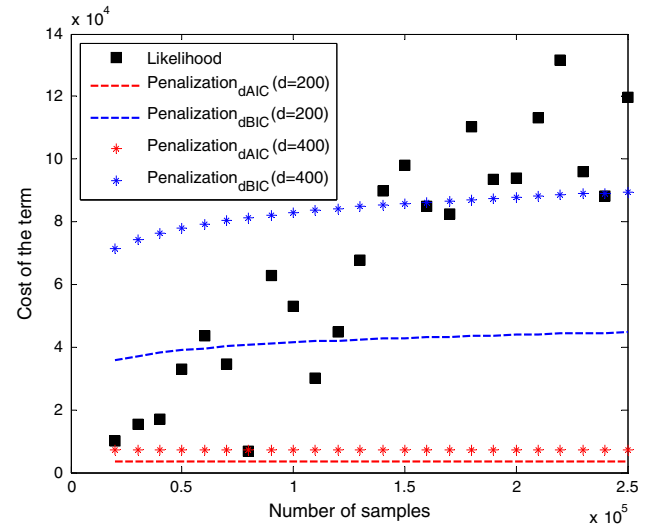 x 10^4
14
12
10
8
6
4
2
0
Cost of the term
Likelihood
Penalization_dAIC (d=200)
Penalization_dBIC (d=200)
Penalization_dAIC (d=400)
Penalization_dBIC (d=400)
0 0.5 1 1.5 2 2.5
Number of samples
x 10^5